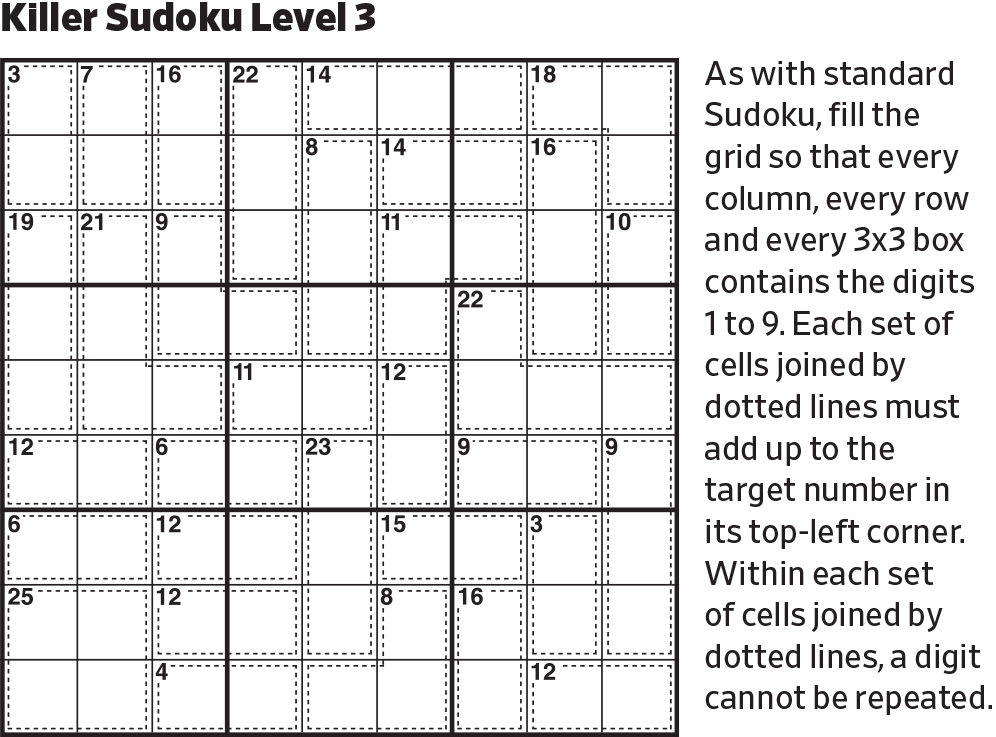 Killer Sudoku Level 3
3 7 16 22 14 18
8 14 16
19 21 9 11 10
22
11 12
12 6 23 9 9
6 12 15 3
25 12 8 16
4 12
As with standard
Sudoku, fill the
grid so that every
column, every row
and every 3x3 box
contains the digits
1 to 9. Each set of
cells joined by
dotted lines must
add up to the
target number in
its top-left corner.
Within each set
of cells joined by
dotted lines, a digit
cannot be repeated.